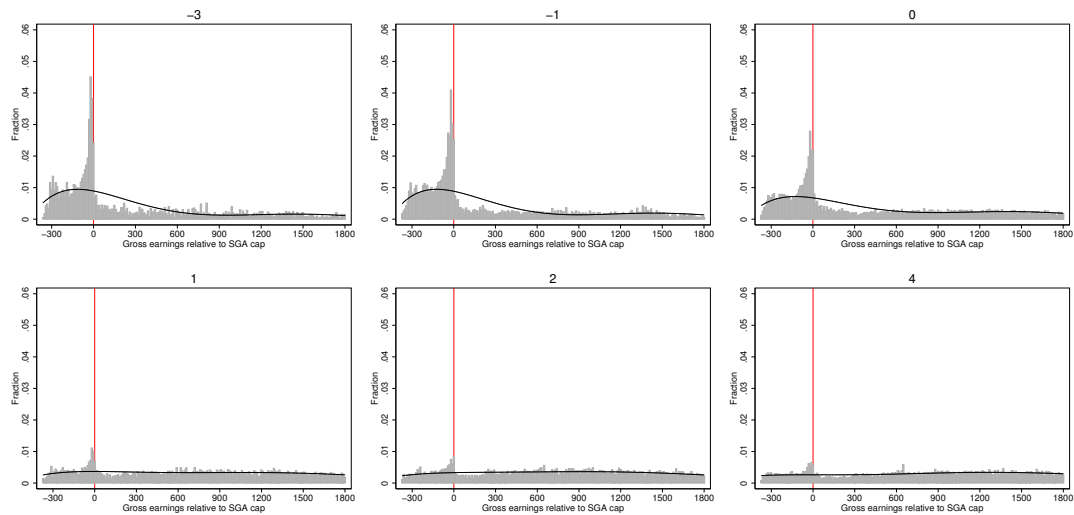 −3
Fraction
0 .01 .02 .03 .04 .05 .06
−300 0 300 600 900 1200 1500 1800
Gross earnings relative to SGA cap
−1
Fraction
0 .01 .02 .03 .04 .05 .06
−300 0 300 600 900 1200 1500 1800
Gross earnings relative to SGA cap
0
Fraction
0 .01 .02 .03 .04 .05 .06
−300 0 300 600 900 1200 1500 1800
Gross earnings relative to SGA cap
1
Fraction
0 .01 .02 .03 .04 .05 .06
−300 0 300 600 900 1200 1500 1800
Gross earnings relative to SGA cap
2
Fraction
0 .01 .02 .03 .04 .05 .06
−300 0 300 600 900 1200 1500 1800
Gross earnings relative to SGA cap
4
Fraction
0 .01 .02 .03 .04 .05 .06
−300 0 300 600 900 1200 1500 1800
Gross earnings relative to SGA cap